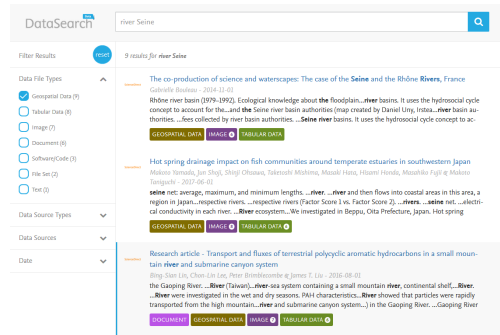 DataSearch beta
river Seine
Filter Results
reset
9 results for river Seine
Data File Types
Geospatial Data (9)
Tabular Data (8)
Image (7)
Document (6)
Software/Code (3)
File Set (2)
Text (1)
Data Source Types
Data Sources
Date
The co-production of science and waterscapes: The case of the Seine and the Rhône Rivers, France
Gabrielle Bouleau - 2014-11-01
Rhône river basin (1979–1992). Ecological knowledge about the floodplain...river basins. It uses the hydrosocial cycle
concept to account for the...and the Seine river basin authorities (map created by Daniel Uny, Irstea...river basin au-
thorities. ...fees collected by river basin authorities. ...Seine river basins. It uses the hydrosocial cycle concept to ac-
GEOSPATIAL DATA
IMAGE
TABULAR DATA
Hot spring drainage impact on fish communities around temperate estuaries in southwestern Japan
Makoto Yamada, Jun Shoji, Shinji Ohsawa, Taketoshi Mishima, Masaki Hata, Hisami Honda, Masahiko Fujii & Makoto
Taniguchi - 2017-06-01
seine net: average, maximum, and minimum lengths. ...river. ...river and then flows into coastal areas in this area, a
region in Japan...respective rivers. ...respective rivers (Factor Score 1 vs. Factor Score 2). ...rivers. ...seine net. ...electri-
cal conductivity in each river. ...River ecosystem...We investigated in Beppu, Oita Prefecture, Japan. Hot spring
GEOSPATIAL DATA
IMAGE
TABULAR DATA
Research article - Transport and fluxes of terrestrial polycyclic aromatic hydrocarbons in a small moun-
tain river and submarine canyon system
Bing-Sian Lin, Chon-Lin Lee, Peter Brimblecombe & James T. Liu - 2016-08-01
the Gaoping River. ...River (Taiwan)...river-sea system containing a small mountain river, continental shelf,...River.
...River were investigated in the wet and dry seasons. PAH characteristics...River showed that particles were rapidly
transported from the high mountain...river and submarine canyon system...) in the Gaoping River. ...Gaoping River
DOCUMENT
GEOSPATIAL DATA
IMAGE
TABULAR DATA